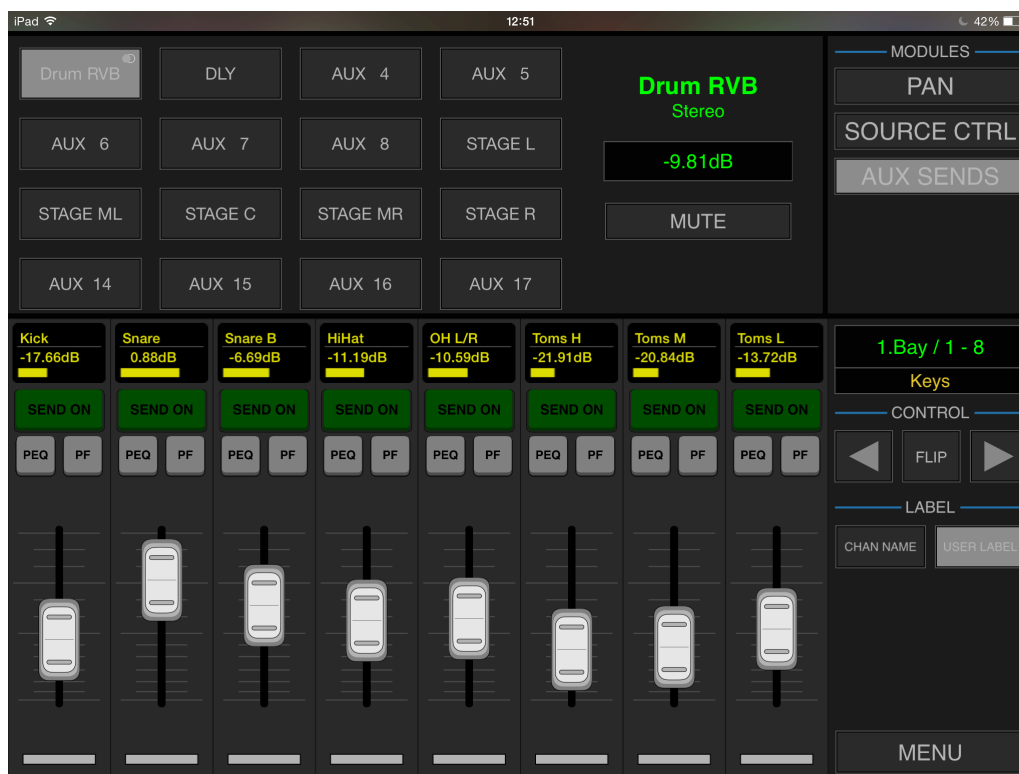 iPad 12:51 42%
Drum RVB DLY AUX 4 AUX 5
AUX 6 AUX 7 AUX 8 STAGE L
STAGE ML STAGE C STAGE MR STAGE R
AUX 14 AUX 15 AUX 16 AUX 17
Drum RVB
Stereo
-9.81dB
MUTE
MODULES
PAN
SOURCE CTRL
AUX SENDS
Kick Snare Snare B HiHat OH L/R Toms H Toms M Toms L
-17.66dB 0.88dB -6.69dB -11.19dB -10.59dB -21.91dB -20.84dB -13.72dB
SEND ON SEND ON SEND ON SEND ON SEND ON SEND ON SEND ON SEND ON
PEQ PF PEQ PF PEQ PF PEQ PF PEQ PF PEQ PF PEQ PF PEQ PF
1.Bay / 1 - 8
Keys
CONTROL
FLIP
LABEL
CHAN NAME USER LABEL
MENU